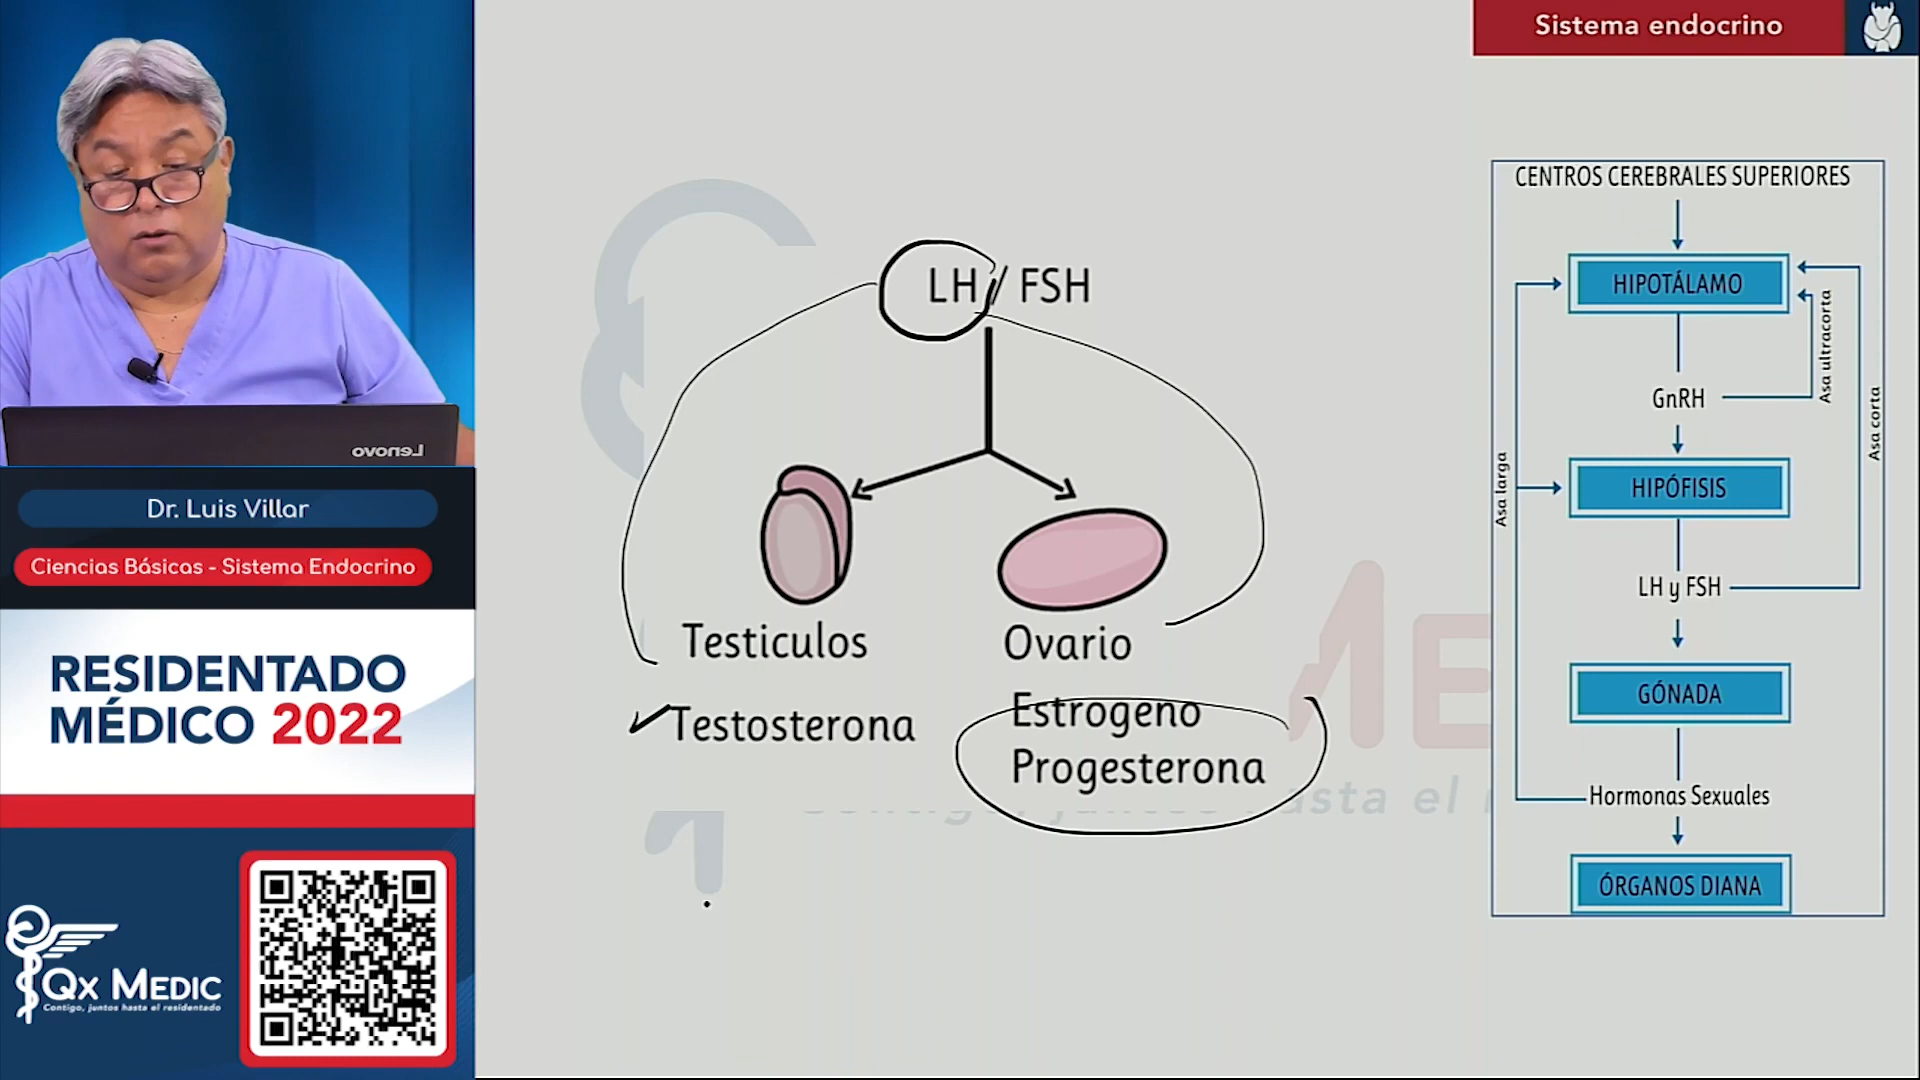 Sistema endocrino
Lenovo
Dr. Luis Villar
Ciencias Básicas - Sistema Endocrino
RESIDENTADO
MÉDICO 2022
QX MEDIC
Contigo, juntos hasta el residentado
LH / FSH
Testiculos
Ovario
Testosterona
Estrogeno
Progesterona
CENTROS CEREBRALES SUPERIORES
HIPOTÁLAMO
Asa ultracorta
GnRH
Asa corta
Asa larga
HIPÓFISIS
LH y FSH
GÓNADA
Hormonas Sexuales
ÓRGANOS DIANA